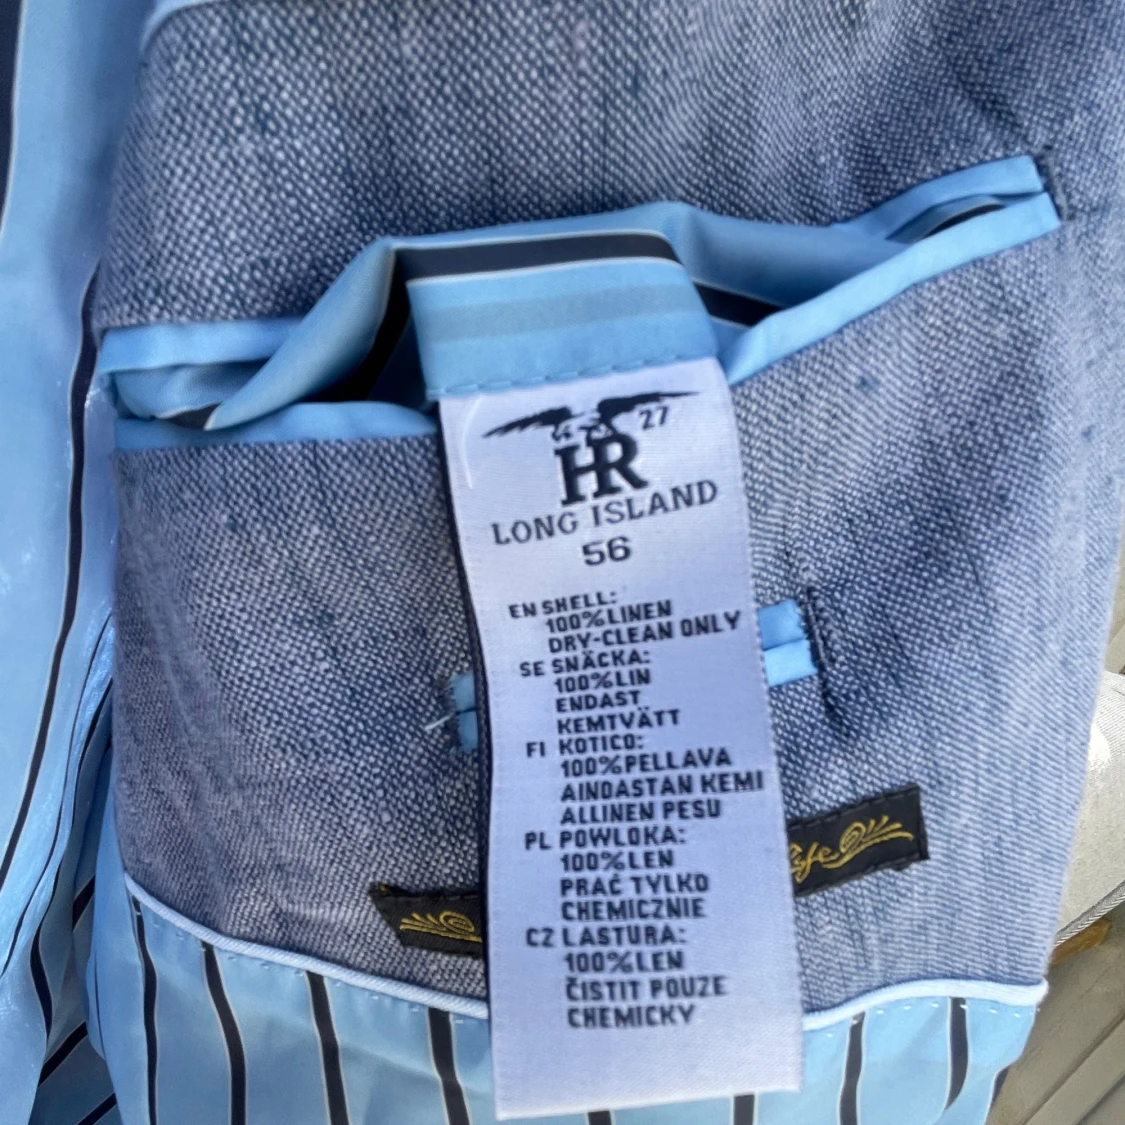 27
HR
LONG ISLAND
56
EN SHELL:
100%LINEN
DRY-CLEAN ONLY
SE SNÄCKA:
100%LIN
ENDAST
KEMTVÄTT
FI KOTICO:
100%PELLAVA
AINDASTAN KEMI
ALLINEN PESU
PL POWLOKA:
100%LEN
PRAĆ TYLKO
CHEMICZNIE
CZ LASTURA:
100%LEN
ČISTIT POUZE
CHEMICKY